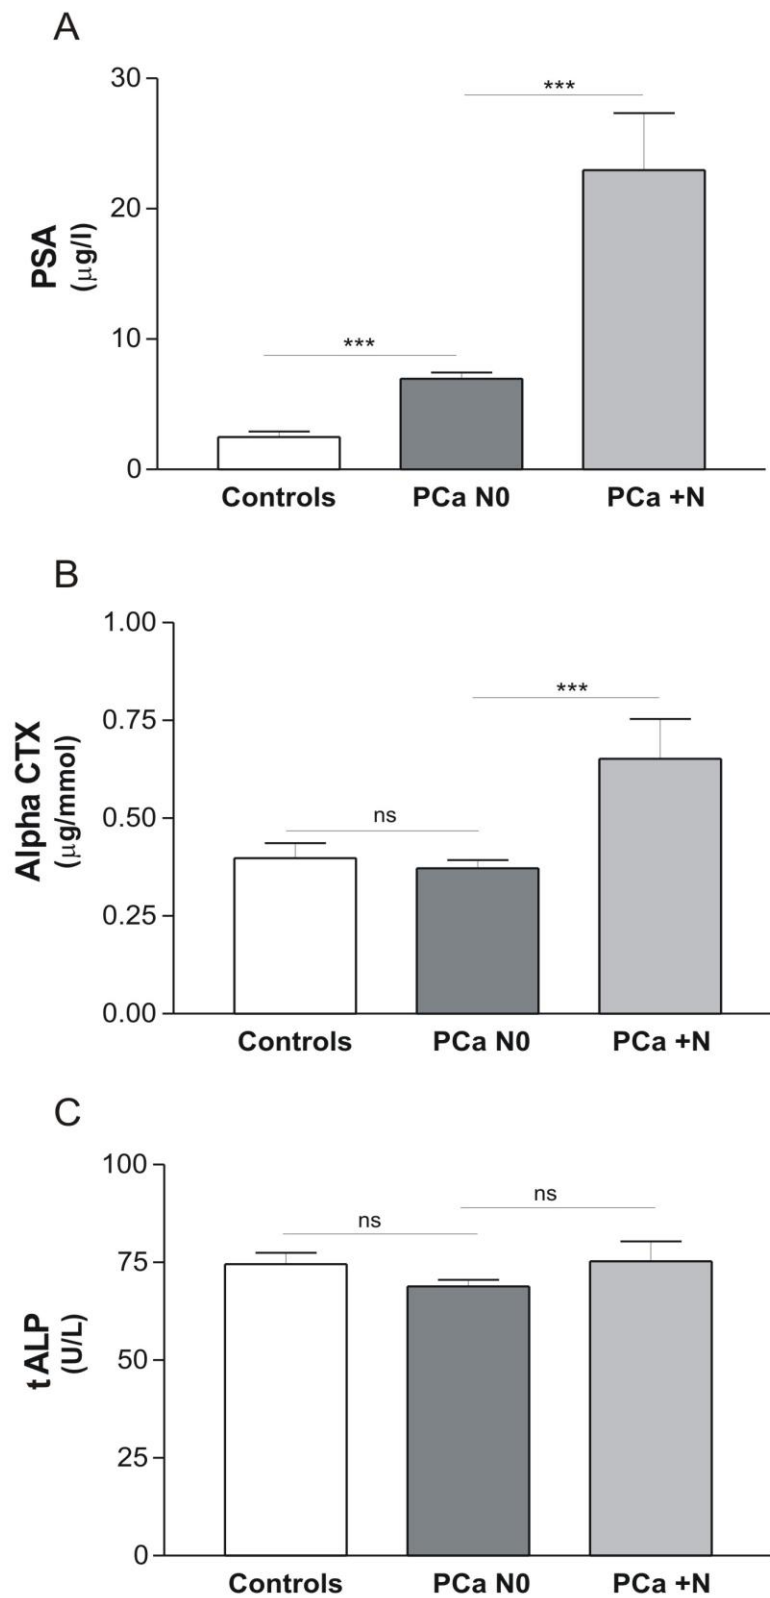 A
30
***
20
PSA
(µg/l)
10
***
0
Controls PCa N0 PCa +N
B
1.00
***
0.75
Alpha CTX
(µg/mmol)
0.50
ns
0.25
0.00
Controls PCa N0 PCa +N
C
100
ns
ns
75
tALP
(U/L)
50
25
0
Controls PCa N0 PCa +N